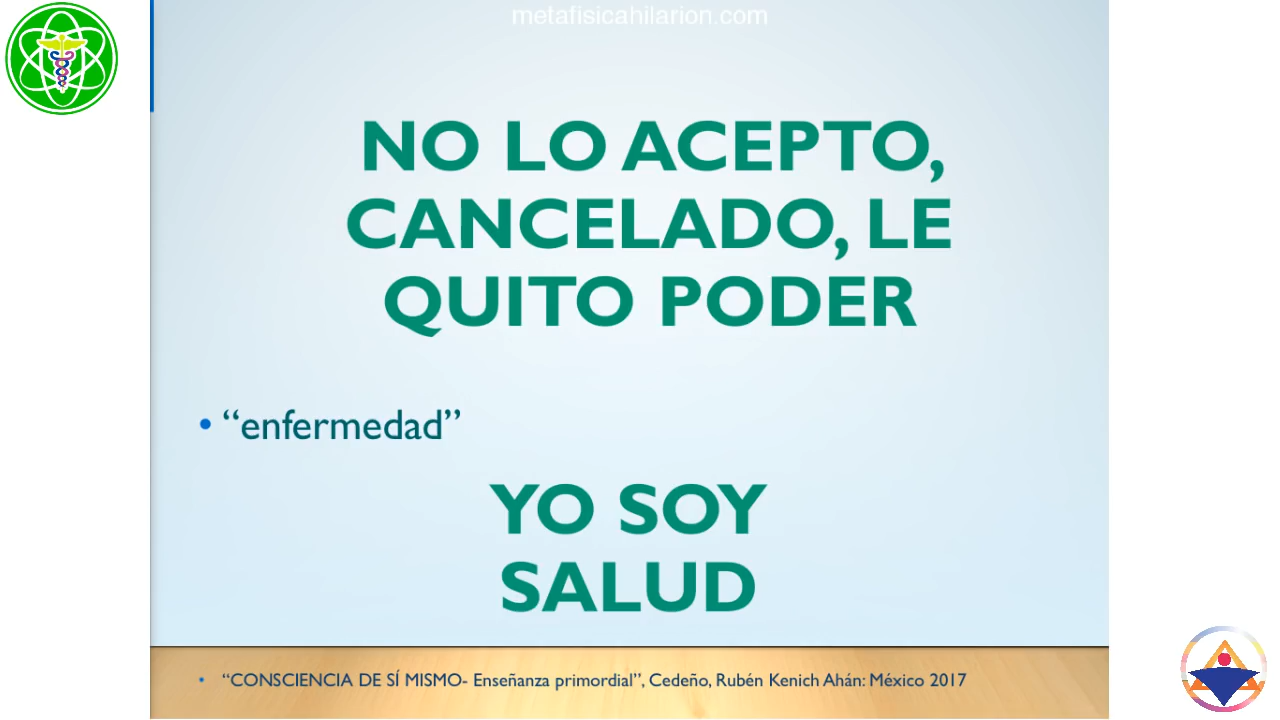 metafisicahilarion.com
NO LO ACEPTO,
CANCELADO, LE
QUITO PODER
• “enfermedad”
YO SOY
SALUD
• “CONSCIENCIA DE SÍ MISMO- Enseñanza primordial”, Cedeño, Rubén Kenich Ahán: México 2017